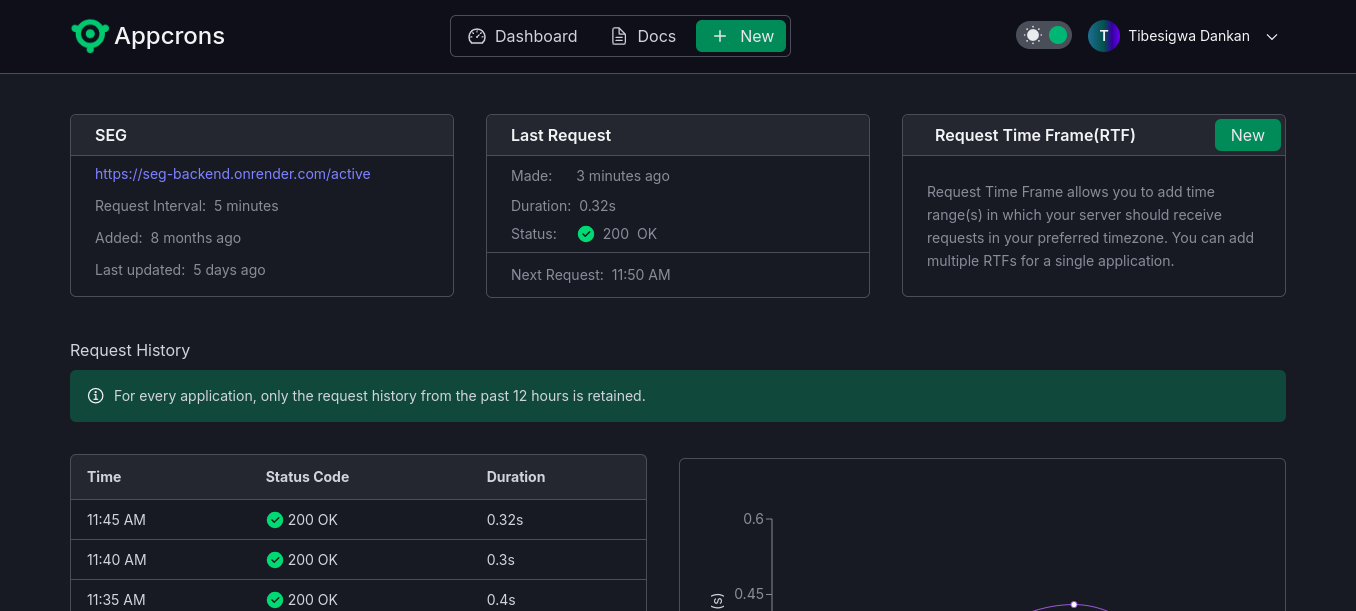 Appcrons
Dashboard
Docs
New
T
Tibesigwa Dankan
SEG
https://seg-backend.onrender.com/active
Request Interval: 5 minutes
Added: 8 months ago
Last updated: 5 days ago
Last Request
Made: 3 minutes ago
Duration: 0.32s
Status: 200 OK
Next Request: 11:50 AM
Request Time Frame(RTF)
New
Request Time Frame allows you to add time
range(s) in which your server should receive
requests in your preferred timezone. You can add
multiple RTFs for a single application.
Request History
For every application, only the request history from the past 12 hours is retained.
Time Status Code Duration
11:45 AM 200 OK 0.32s
11:40 AM 200 OK 0.3s
11:35 AM 200 OK 0.4s
0.6
0.45
(s)